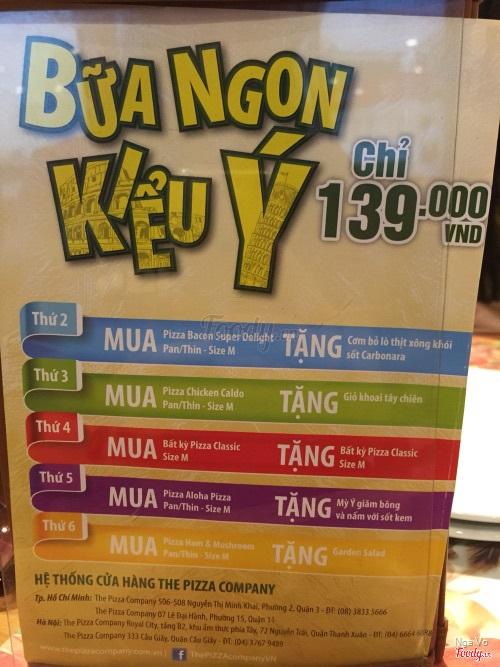 BỮA NGON
KIỂU Ý
Chỉ
139.000
VND
Thứ 2
MUA Pizza Bacon Super Delight TẶNG Cơm bỏ lò thịt xông khói
Pan/Thin - Size M sốt Carbonara
Thứ 3
MUA Pizza Chicken Caldo TẶNG Giỏ khoai tây chiên
Pan/Thin - Size M
Thứ 4
MUA Bất kỳ Pizza Classic TẶNG Bất kỳ Pizza Classic
Size M Size M
Thứ 5
MUA Pizza Aloha Pizza TẶNG Mỳ Ý giăm bông
Pan/Thin - Size M và nấm với sốt kem
Thứ 6
MUA Pizza Ham & Mushroom TẶNG Garden Salad
Pan/Thin - Size M
HỆ THỐNG CỬA HÀNG THE PIZZA COMPANY
Tp. Hồ Chí Minh: The Pizza Company 506-508 Nguyễn Thị Minh Khai, Phường 2, Quận 3 - ĐT: (08) 3833 5666
The Pizza Company 07 Lê Đại Hành, Phường 15, Quận 11
Hà Nội: The Pizza Company Royal City, tầng B2, khu ẩm thực phía Tây, 72 Nguyễn Trãi, Quận Thanh Xuân - ĐT: (04) 6664
The Pizza Company 333 Cầu Giấy, Quận Cầu Giấy - ĐT: (04) 3767 9489
www.thepizzacompany.com.vn | f ThePIZZAcompanyVN
Foody
Nga Vo
Foody.vn